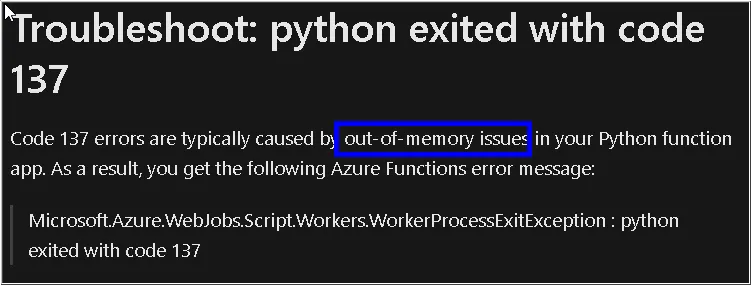 Troubleshoot: python exited with code
137
Code 137 errors are typically caused by out-of-memory issues in your Python function
app. As a result, you get the following Azure Functions error message:
Microsoft.Azure.WebJobs.Script.Workers.WorkerProcessExitException : python
exited with code 137